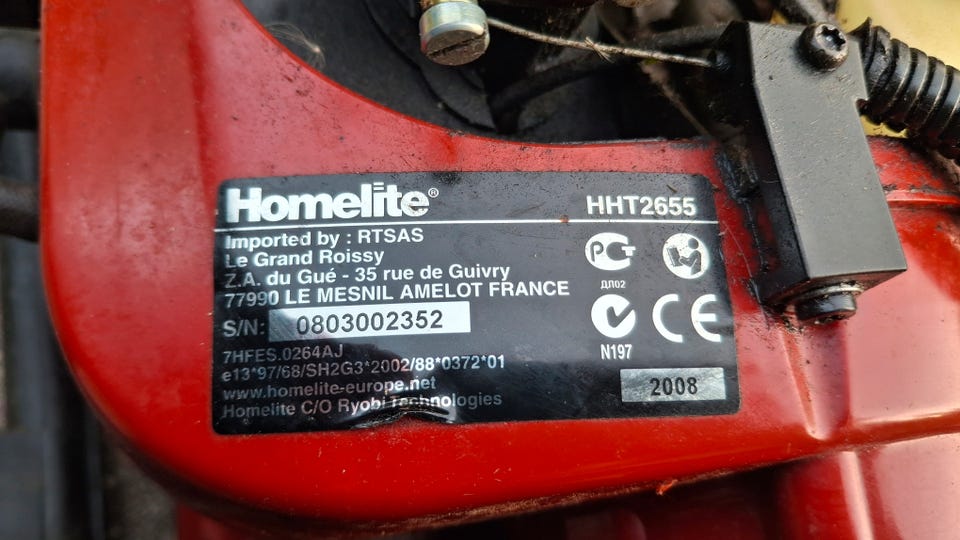 Homelite® HHT2655
Imported by : RTSAS
Le Grand Roissy
Z.A. du Gué - 35 rue de Guivry
77990 LE MESNIL AMELOT FRANCE
S/N: 0803002352
7HFES.0264AJ
e13*97/68/SH2G3*2002/88*0372*01
www.homelite-europe.net
Homelite C/O Ryobi Technologies
РСТ
ДЛ02
CE
N197
2008